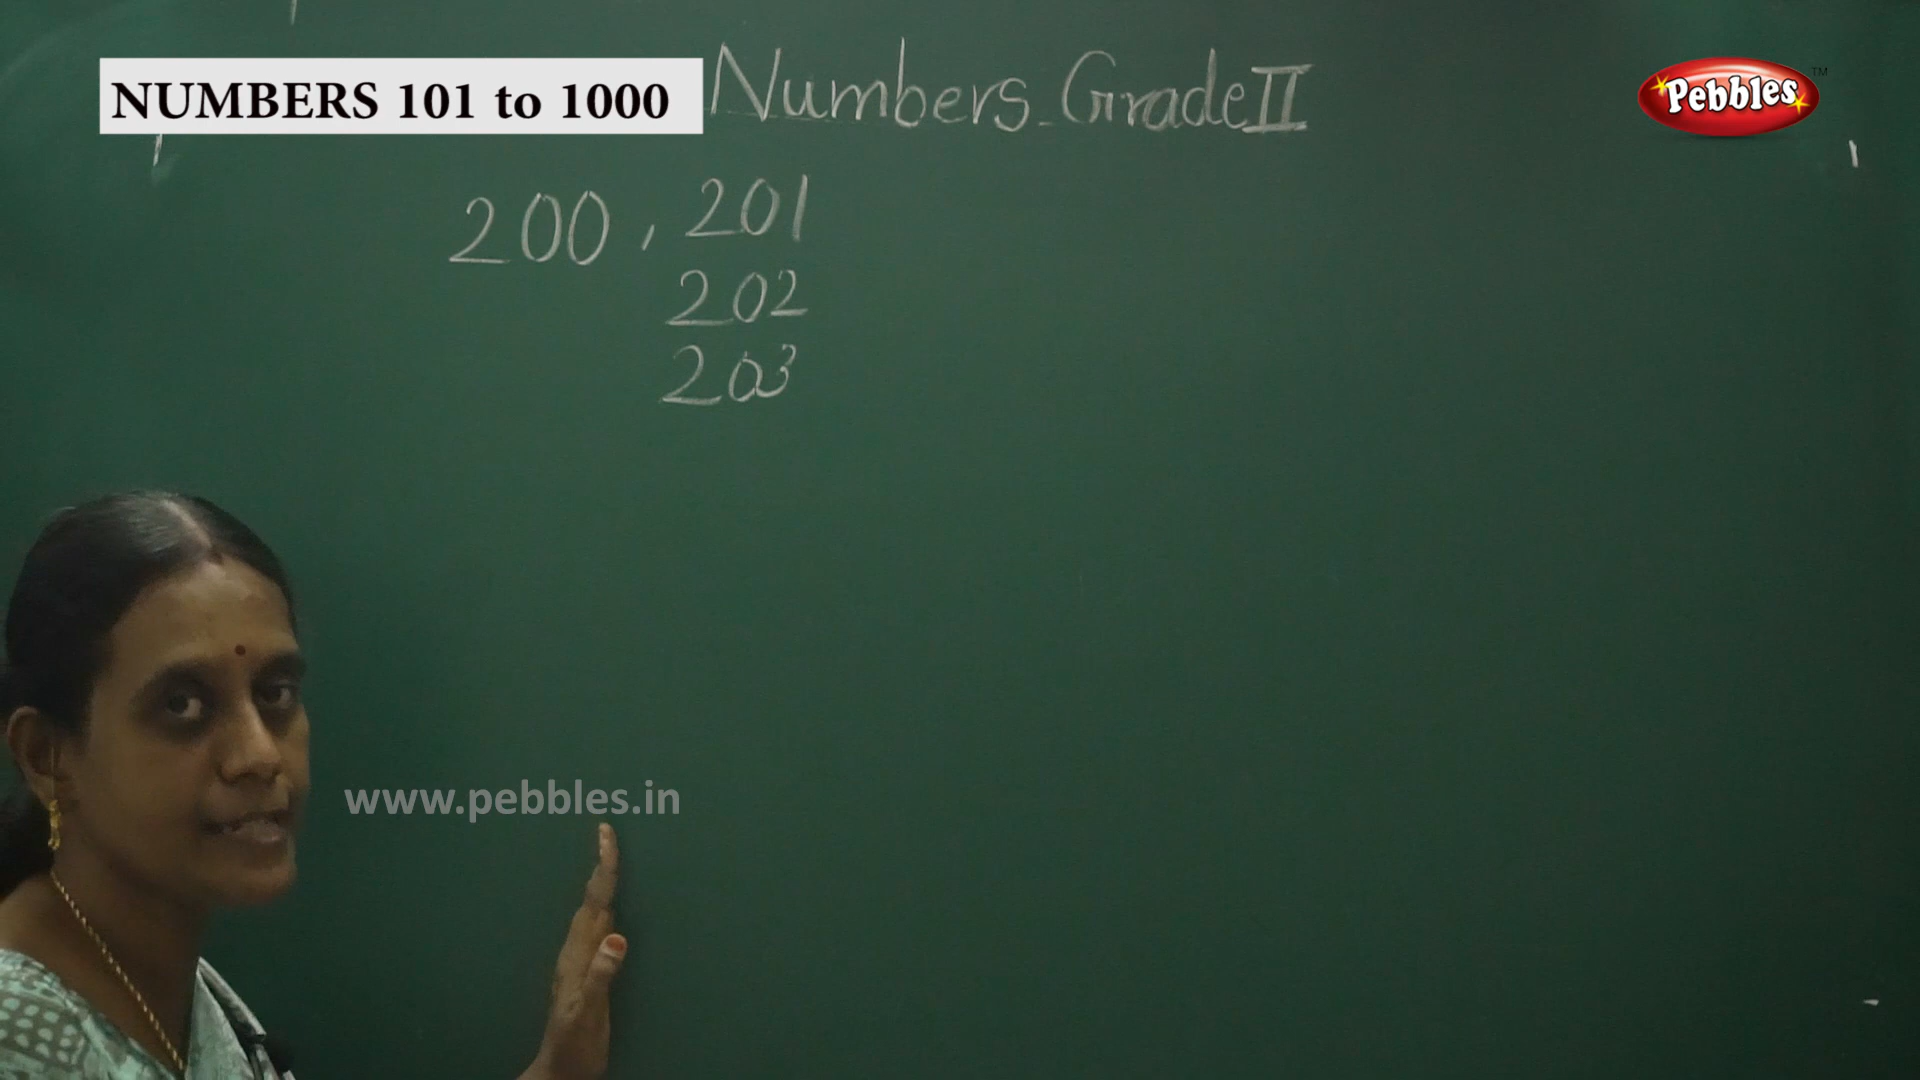 NUMBERS 101 to 1000
Numbers Grade II
Pebbles TM
200, 201
202
203
www.pebbles.in